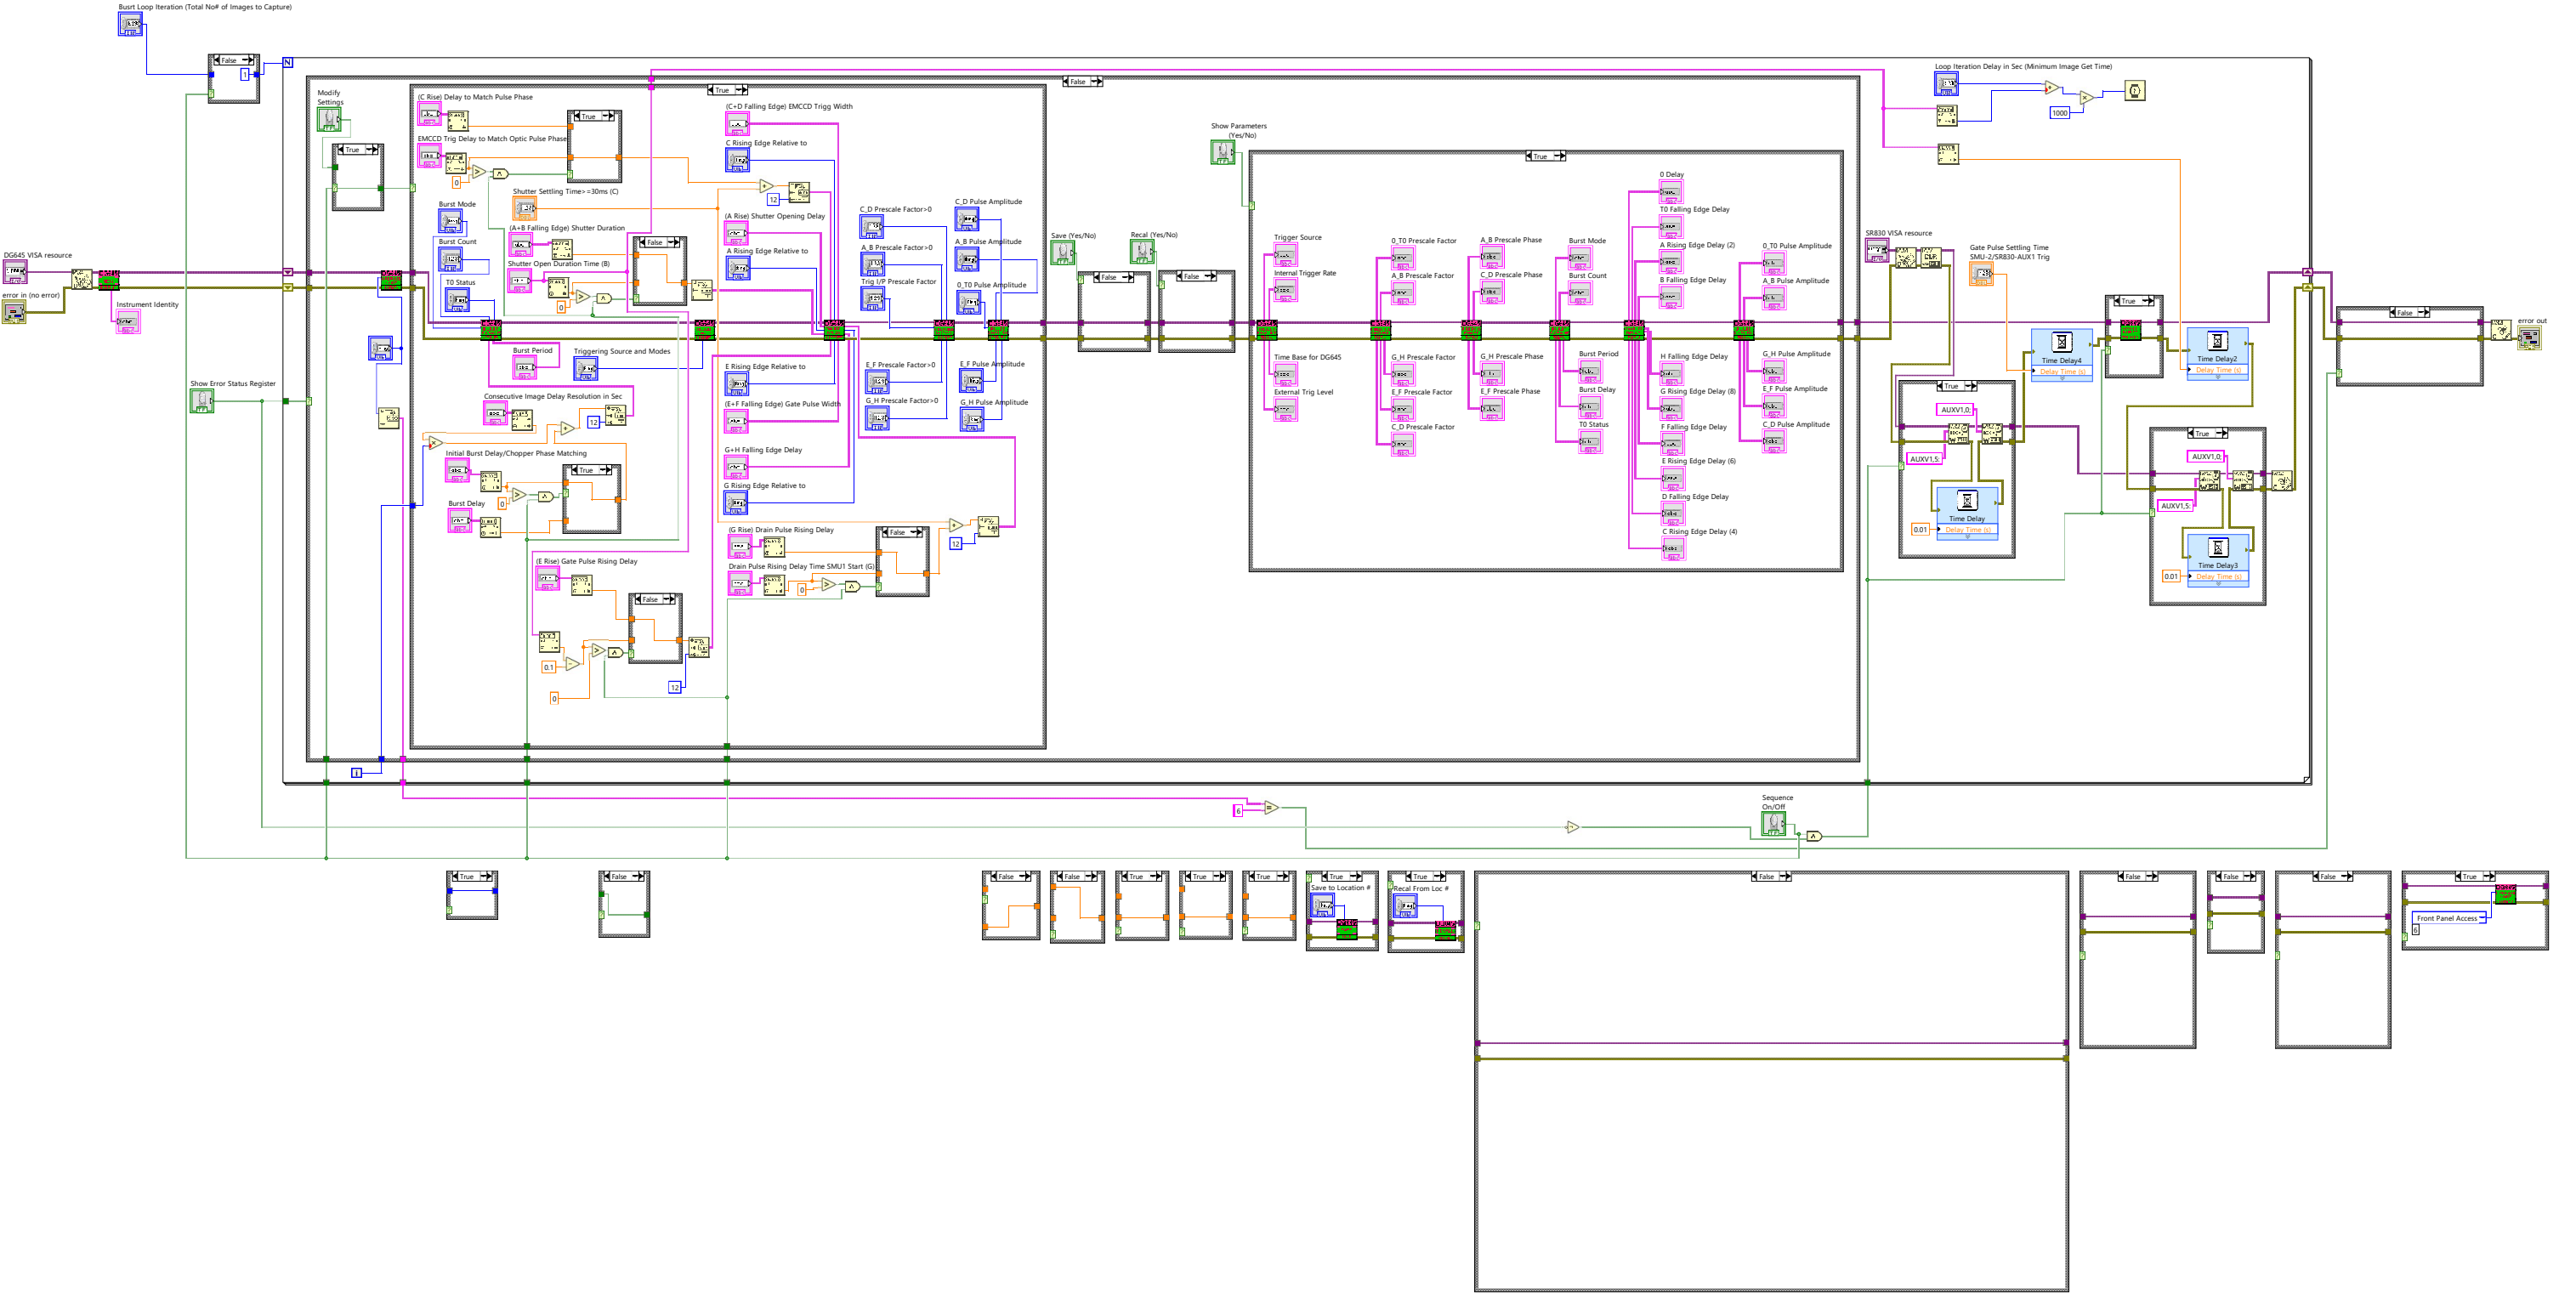 Busrt Loop Iteration (Total No# of Images to Capture)
False
1
N
Modify
Settings
True
False
True
(C Rise) Delay to Match Pulse Phase
EMCCD Trig Delay to Match Optic Pulse Phase
0
True
Shutter Settling Time>=30ms (C)
Burst Mode
Burst Count
T0 Status
(A+B Falling Edge) Shutter Duration
Shutter Open Duration Time (B)
0
False
(C+D Falling Edge) EMCCD Trigg Width
C Rising Edge Relative to
12
(A Rise) Shutter Opening Delay
A Rising Edge Relative to
C_D Prescale Factor>0
A_B Prescale Factor>0
Trig I/P Prescale Factor
C_D Pulse Amplitude
A_B Pulse Amplitude
0_T0 Pulse Amplitude
DG645 VISA resource
error in (no error)
Instrument Identity
Show Error Status Register
Burst Period
Triggering Source and Modes
Consecutive Image Delay Resolution in Sec
12
Initial Burst Delay/Chopper Phase Matching
0
True
Burst Delay
E Rising Edge Relative to
(E+F Falling Edge) Gate Pulse Width
G+H Falling Edge Delay
G Rising Edge Relative to
E_F Prescale Factor>0
G_H Prescale Factor>0
E_F Pulse Amplitude
G_H Pulse Amplitude
(G Rise) Drain Pulse Rising Delay
Drain Pulse Rising Delay Time SMU1 Start (G)
0
False
12
(E Rise) Gate Pulse Rising Delay
0.1
0
False
12
i
Save (Yes/No)
False
Recal (Yes/No)
False
Show Parameters
(Yes/No)
True
Trigger Source
Internal Trigger Rate
Time Base for DG645
External Trig Level
0_T0 Prescale Factor
A_B Prescale Factor
G_H Prescale Factor
E_F Prescale Factor
C_D Prescale Factor
A_B Prescale Phase
C_D Prescale Phase
G_H Prescale Phase
E_F Prescale Phase
Burst Mode
Burst Count
Burst Period
Burst Delay
T0 Status
0 Delay
T0 Falling Edge Delay
A Rising Edge Delay (2)
B Falling Edge Delay
H Falling Edge Delay
G Rising Edge Delay (8)
F Falling Edge Delay
E Rising Edge Delay (6)
D Falling Edge Delay
C Rising Edge Delay (4)
0_T0 Pulse Amplitude
A_B Pulse Amplitude
G_H Pulse Amplitude
E_F Pulse Amplitude
C_D Pulse Amplitude
Loop Iteration Delay in Sec (Minimum Image Get Time)
1000
SR830 VISA resource
Gate Pulse Settling Time
SMU-2/SR830-AUX1 Trig
Time Delay4
Delay Time (s)
True
Time Delay2
Delay Time (s)
True
AUXV1,0;
AUXV1,5;
Time Delay
0.01
Delay Time (s)
True
AUXV1,0;
AUXV1,5;
Time Delay3
0.01
Delay Time (s)
False
error out
6
Sequence
On/Off
True
False
False
False
True
True
True
True
Save to Location #
True
Recal From Loc #
False
False
False
False
True
Front Panel Access
6